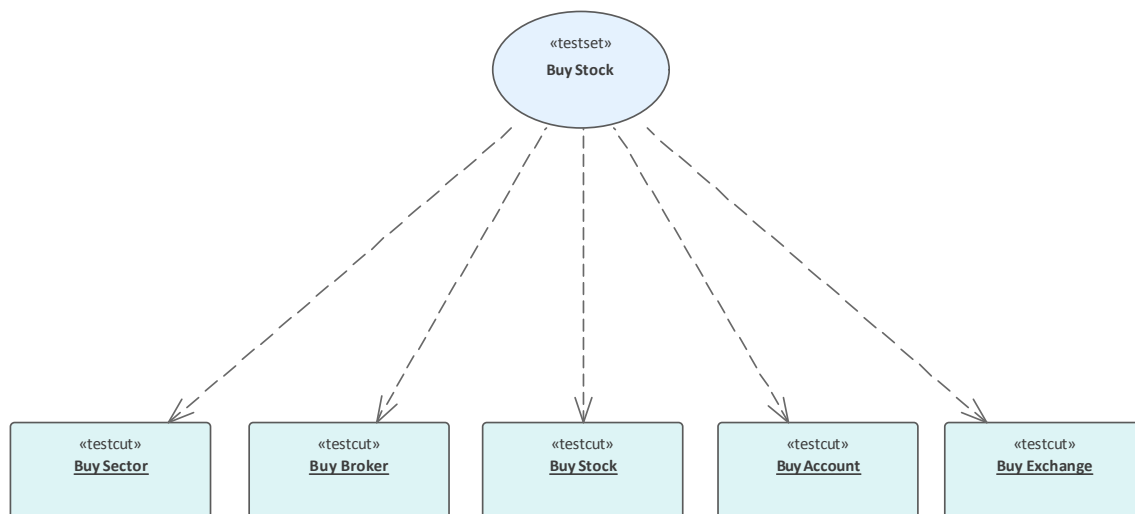 «testset»
Buy Stock
«testcut»
Buy Sector
«testcut»
Buy Broker
«testcut»
Buy Stock
«testcut»
Buy Account
«testcut»
Buy Exchange